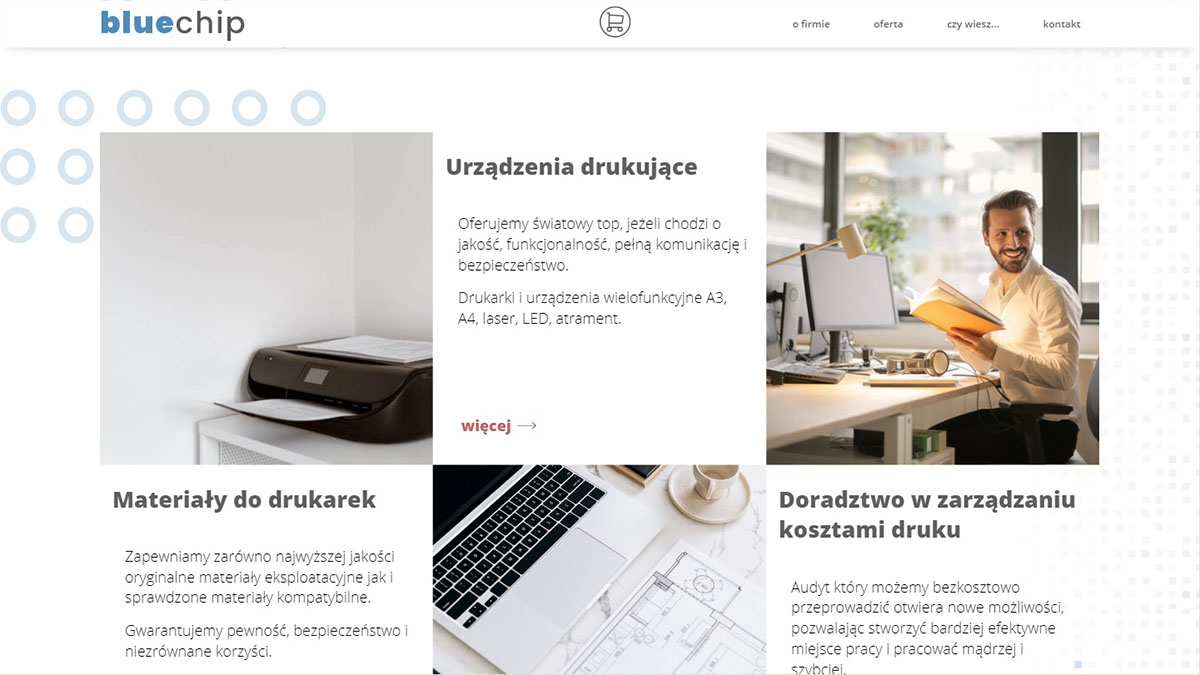 bluechip
o firmie
oferta
czy wiesz...
kontakt
Urządzenia drukujące
Oferujemy światowy top, jeżeli chodzi o
jakość, funkcjonalność, pełną komunikację i
bezpieczeństwo.
Drukarki i urządzenia wielofunkcyjne A3,
A4, laser, LED, atrament.
więcej
Materiały do drukarek
Zapewniamy zarówno najwyższej jakości
oryginalne materiały eksploatacyjne jak i
sprawdzone materiały kompatybilne.
Gwarantujemy pewność, bezpieczeństwo i
niezrównane korzyści.
Doradztwo w zarządzaniu
kosztami druku
Audyt który możemy bezkosztowo
przeprowadzić otwiera nowe możliwości,
pozwalając stworzyć bardziej efektywne
miejsce pracy i pracować mądrzej i
szybciej.